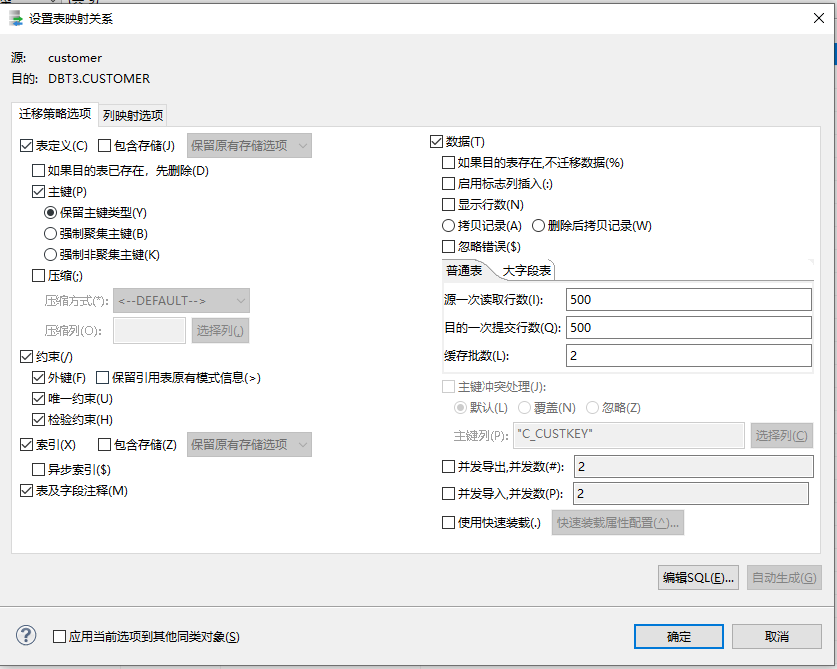 设置表映射关系
源: customer
目的: DBT3.CUSTOMER
迁移策略选项 列映射选项
表定义(C) 包含存储(J) 保留原有存储选项
如果目的表已存在，先删除(D)
主键(P)
保留主键类型(Y)
强制聚集主键(B)
强制非聚集主键(K)
压缩(;)
压缩方式(*): <--DEFAULT-->
压缩列(O): 选择列(,)
约束(/)
外键(F) 保留引用表原有模式信息(>)
唯一约束(U)
检验约束(H)
索引(X) 包含存储(Z) 保留原有存储选项
异步索引($)
表及字段注释(M)
数据(T)
如果目的表存在,不迁移数据(%)
启用标志列插入(:)
显示行数(N)
拷贝记录(A) 删除后拷贝记录(W)
忽略错误($)
普通表 大字段表
源一次读取行数(I): 500
目的一次提交行数(Q): 500
缓存批数(L): 2
主键冲突处理(J):
默认(L) 覆盖(N) 忽略(Z)
主键列(P): "C_CUSTKEY" 选择列(C)
并发导出,并发数(#): 2
并发导入,并发数(P): 2
使用快速装载(.) 快速装载属性配置(^)...
编辑SQL(E)... 自动生成(G)
? 应用当前选项到其他同类对象(S) 确定 取消